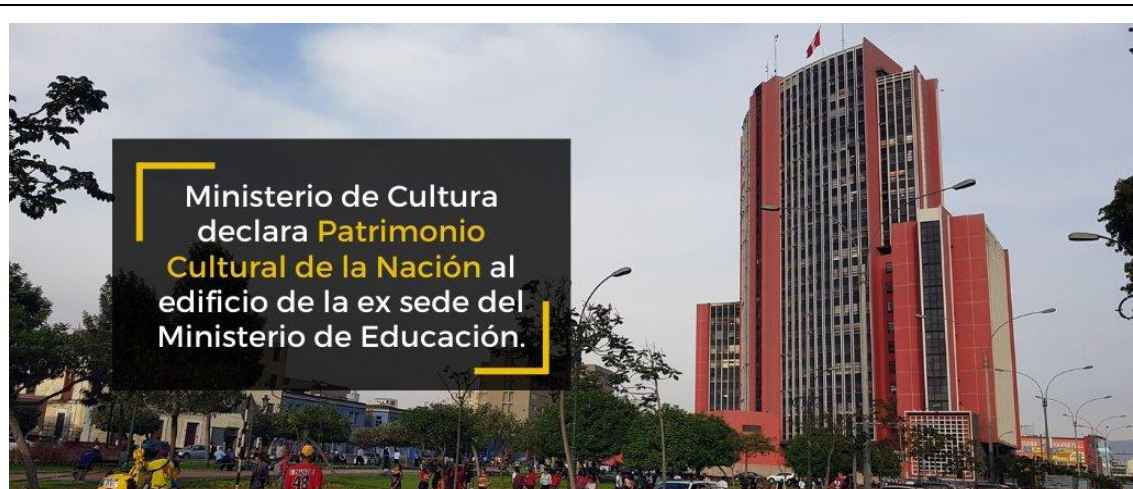 Ministerio de Cultura
declara Patrimonio
Cultural de la Nación al
edificio de la ex sede del
Ministerio de Educación.